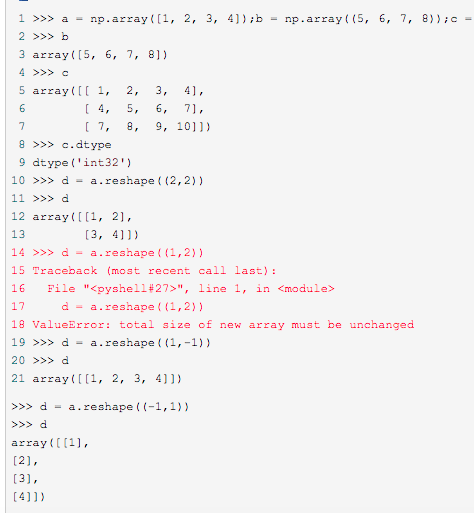 1 >>> a = np.array([1, 2, 3, 4]);b = np.array((5, 6, 7, 8));c =
2 >>> b
3 array([5, 6, 7, 8])
4 >>> c
5 array([[ 1,  2,  3,  4],
6        [ 4,  5,  6,  7],
7        [ 7,  8,  9, 10]])
8 >>> c.dtype
9 dtype('int32')
10 >>> d = a.reshape((2,2))
11 >>> d
12 array([[1, 2],
13        [3, 4]])
14 >>> d = a.reshape((1,2))
15 Traceback (most recent call last):
16   File "<pyshell#27>", line 1, in <module>
17     d = a.reshape((1,2))
18 ValueError: total size of new array must be unchanged
19 >>> d = a.reshape((1,-1))
20 >>> d
21 array([[1, 2, 3, 4]])
>>> d = a.reshape((-1,1))
>>> d
array([[1],
[2],
[3],
[4]])